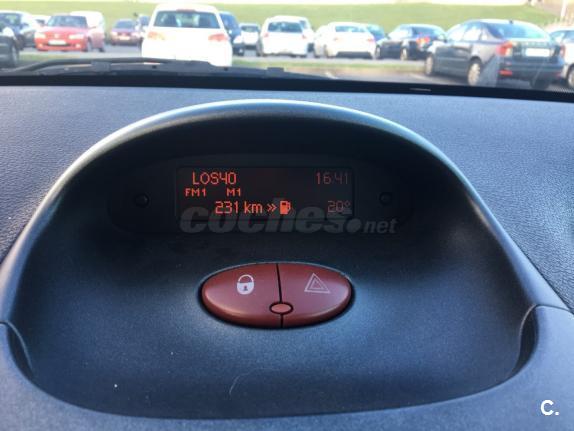 LOS40 16:41
FM1 M1
231 km » 20°
coches.net
C.